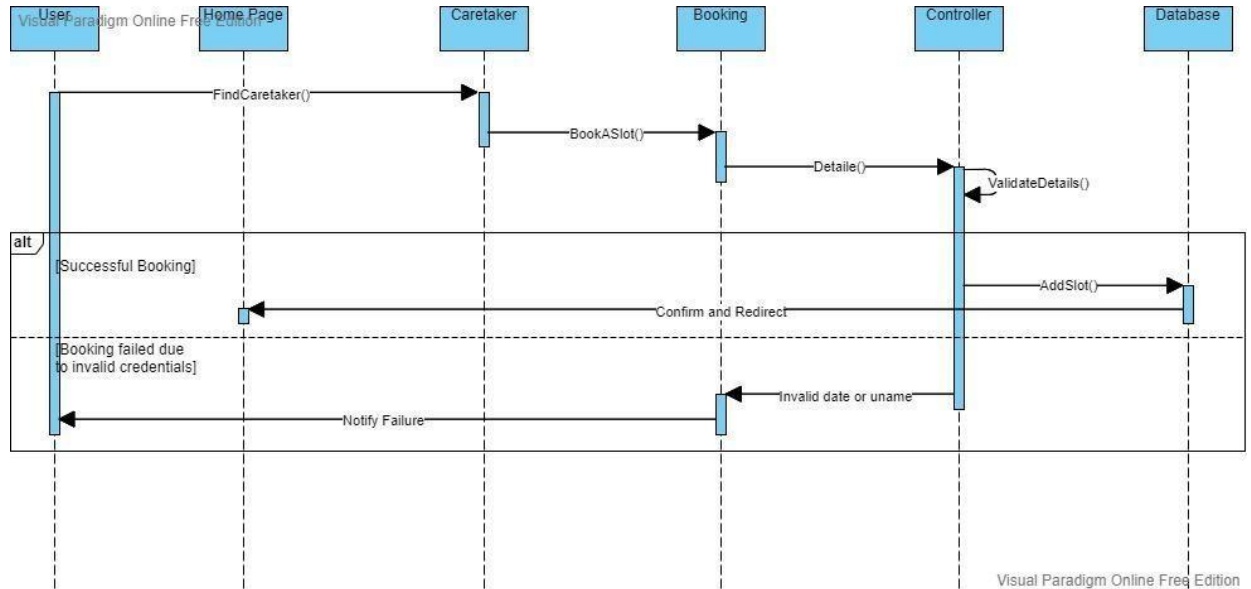 Visual Paradigm Online Free Edition
User
Home Page
Caretaker
Booking
Controller
Database
FindCaretaker()
BookASlot()
Detaile()
ValidateDetails()
alt
[Successful Booking]
AddSlot()
Confirm and Redirect
[Booking failed due
to invalid credentials]
Invalid date or uname
Notify Failure
Visual Paradigm Online Free Edition